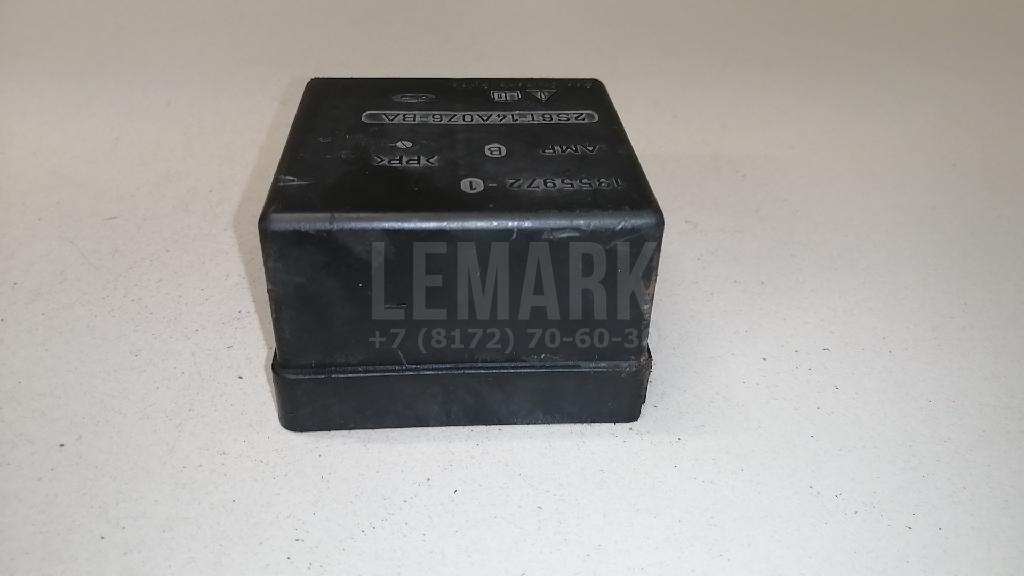 2S6T-14A076-BA
AMP B
>PP<
1355972-1
LEMARK
+7 (8172) 70-60-3